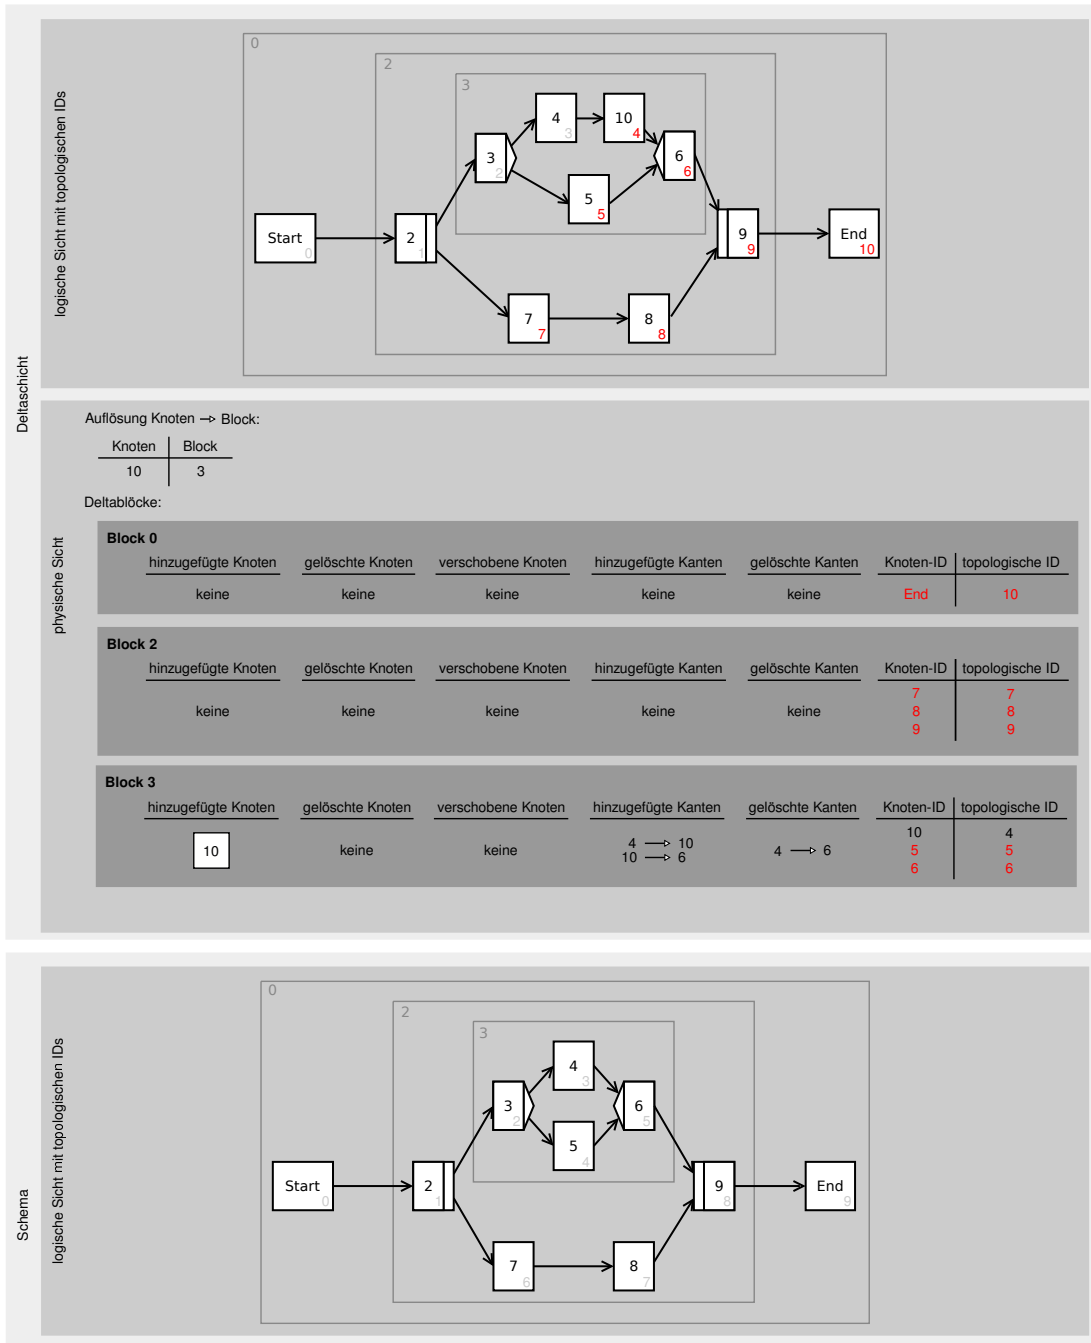 Deltaschicht
logische Sicht mit topologischen IDs
0
2
3
4
3
10
4
3
2
6
6
5
5
Start
0
2
1
9
9
End
10
7
7
8
8
physische Sicht
Auflösung Knoten → Block:
Knoten Block
10 3
Deltablöcke:
Block 0
hinzugefügte Knoten gelöschte Knoten verschobene Knoten hinzugefügte Kanten gelöschte Kanten Knoten-ID topologische ID
keine keine keine keine keine End 10
Block 2
hinzugefügte Knoten gelöschte Knoten verschobene Knoten hinzugefügte Kanten gelöschte Kanten Knoten-ID topologische ID
7 7
keine keine keine keine keine 8 8
9 9
Block 3
hinzugefügte Knoten gelöschte Knoten verschobene Knoten hinzugefügte Kanten gelöschte Kanten Knoten-ID topologische ID
10 4
10 keine keine 4 → 10 4 → 6 5 5
10 → 6 6 6
Schema
logische Sicht mit topologischen IDs
0
2
3
4
3
3
2
6
5
5
4
Start
0
2
1
9
8
End
9
7
6
8
7